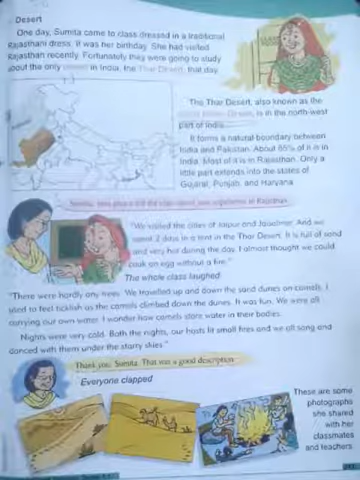 Desert
One day, Sumita came to class dressed in a traditional
Rajasthani dress. It was her birthday. She had visited
Rajasthan recently. Fortunately they were going to study
about the only desert in India, the Thar Desert, that day.
The Thar Desert, also known as the
Desert, is in the north-west
part of India.
It forms a natural boundary between
India and Pakistan. About 85% of it is in
India. Most of it is in Rajasthan. Only a
little part extends into the states of
Gujarat, Punjab, and Haryana.
Sumita, please tell the class about your experience in Rajasthan.
"We visited the cities of Jaipur and Jaisalmer. And we
spent 2 days in a tent in the Thar Desert. It is full of sand
and very hot during the day. I almost thought we could
cook an egg without a fire."
The whole class laughed.
"There were hardly any trees. We travelled up and down the sand dunes on camels. I
used to feel ticklish as the camels climbed down the dunes. It was fun. We were all
carrying our own water. I wonder how camels store water in their bodies.
Nights were very cold. Both the nights, our hosts lit small fires and we all sang and
danced with them under the starry skies."
Thank you, Sumita. That was a good description.
Everyone clapped
These are some
photographs
she shared
with her
classmates
and teachers.